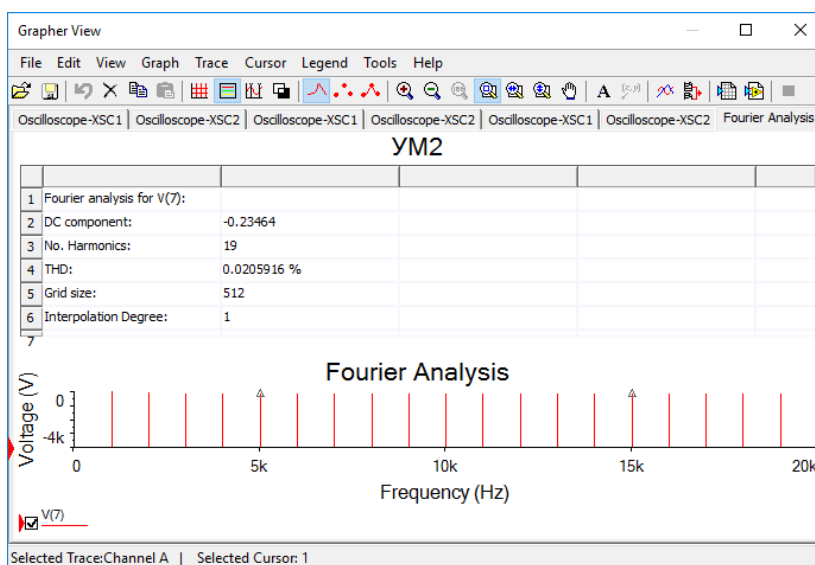 Grapher View
File Edit View Graph Trace Cursor Legend Tools Help
A
Oscilloscope-XSC1 Oscilloscope-XSC2 Oscilloscope-XSC1 Oscilloscope-XSC2 Oscilloscope-XSC1 Oscilloscope-XSC2 Fourier Analysis
УМ2
1 Fourier analysis for V(7):
2 DC component: -0.23464
3 No. Harmonics: 19
4 THD: 0.0205916 %
5 Grid size: 512
6 Interpolation Degree: 1
7
Fourier Analysis
Voltage (V)
0
-4k
0 5k 10k 15k 20k
Frequency (Hz)
V(7)
Selected Trace:Channel A | Selected Cursor: 1